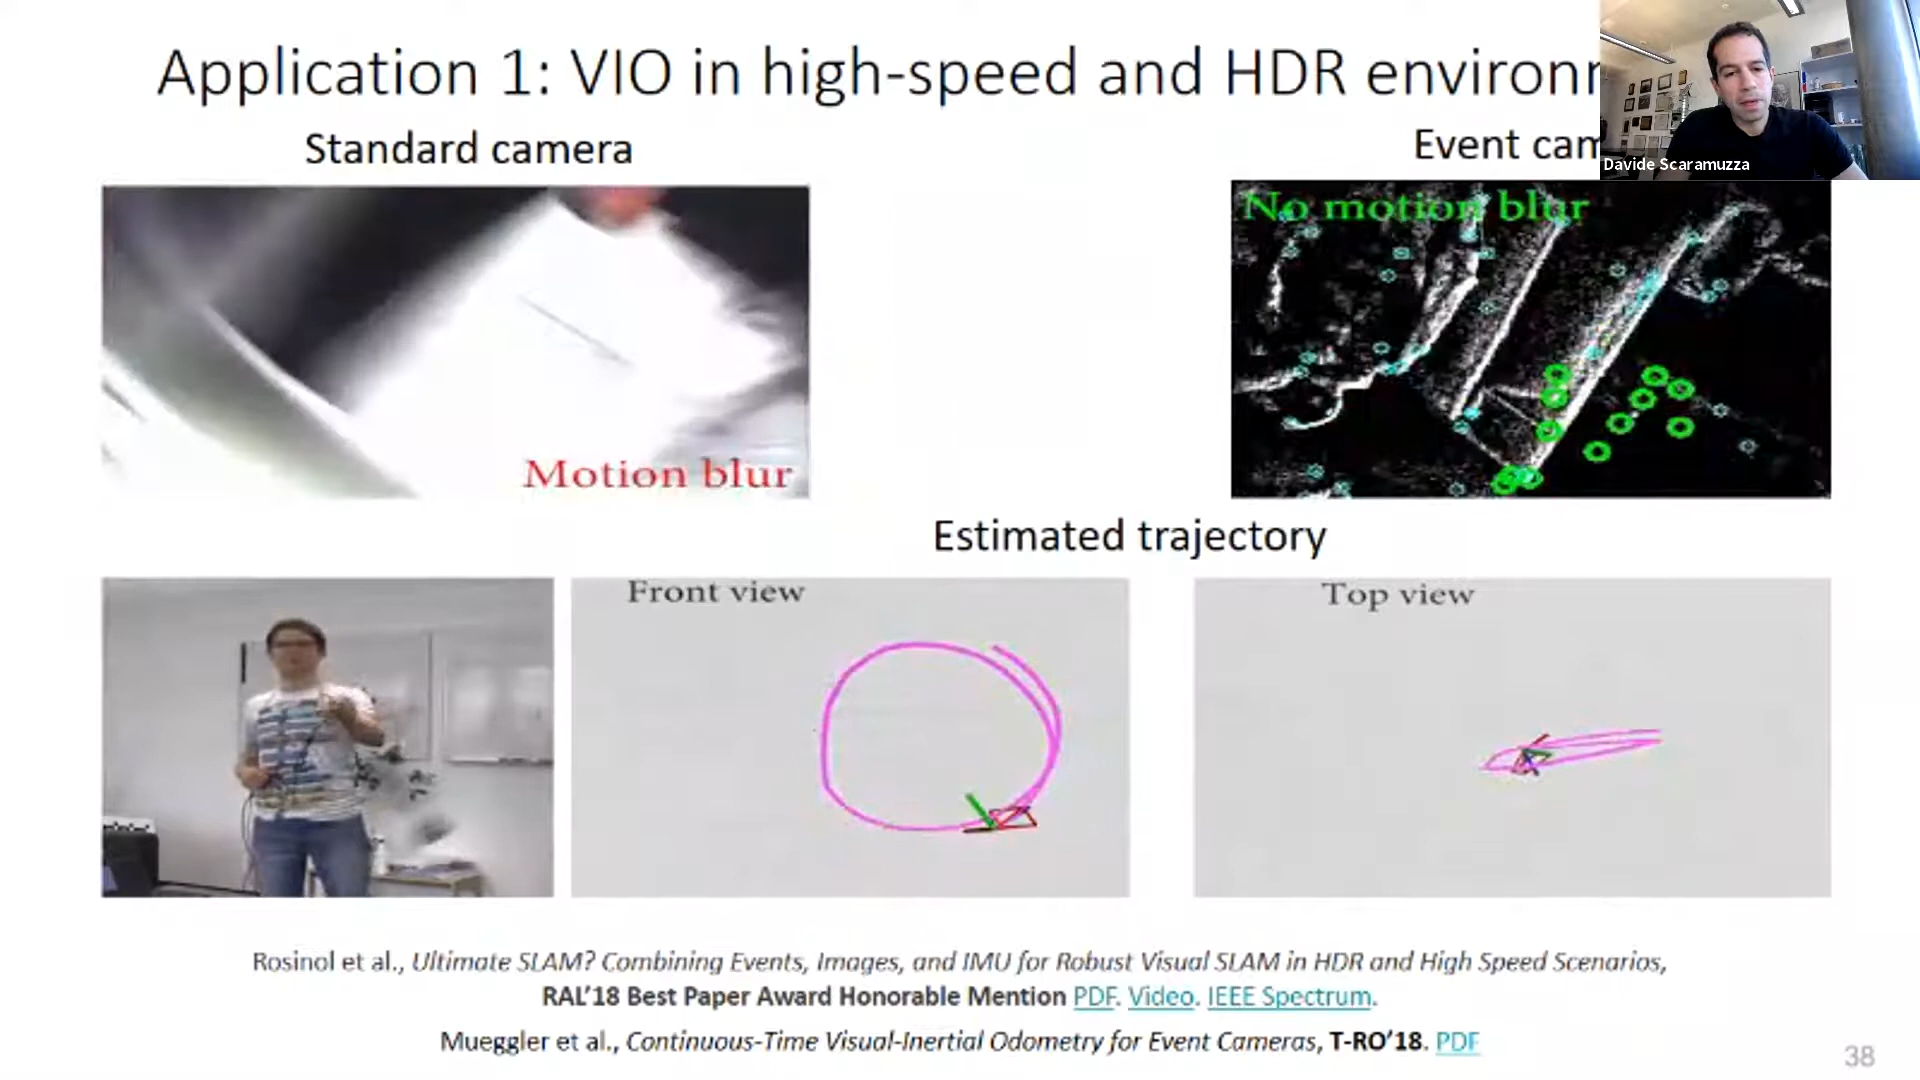 Application 1: VIO in high-speed and HDR environ
Standard camera
Event cam
Davide Scaramuzza
No motion blur
Motion blur
Estimated trajectory
Front view
Top view
Rosinol et al., Ultimate SLAM? Combining Events, Images, and IMU for Robust Visual SLAM in HDR and High Speed Scenarios,
RAL'18 Best Paper Award Honorable Mention PDF. Video. IEEE Spectrum.
Mueggler et al., Continuous-Time Visual-Inertial Odometry for Event Cameras, T-RO'18. PDF
38